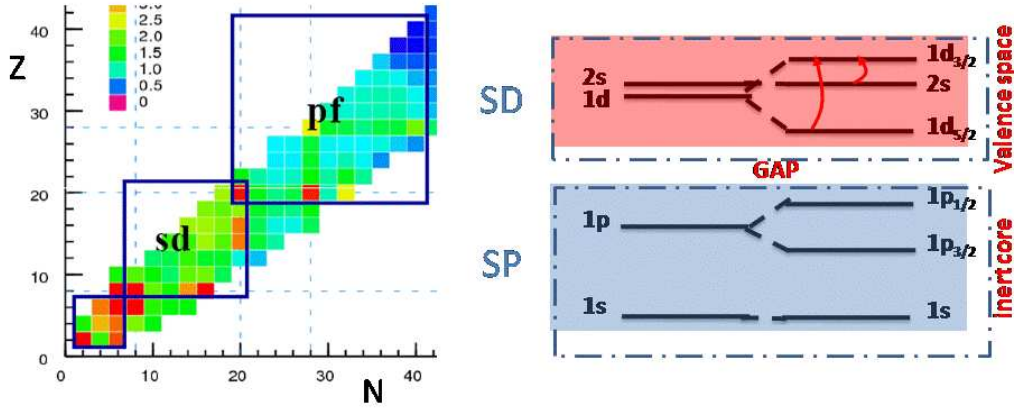 Z
40
30
20
10
0
3.0
2.5
2.0
1.5
1.0
0.5
0
pf
sd
0
10
20
30
40
N
SD
2s
1d
1d3/2
2s
1d5/2
Valence space
GAP
SP
1p
1s
1p1/2
1p3/2
1s
Inert core